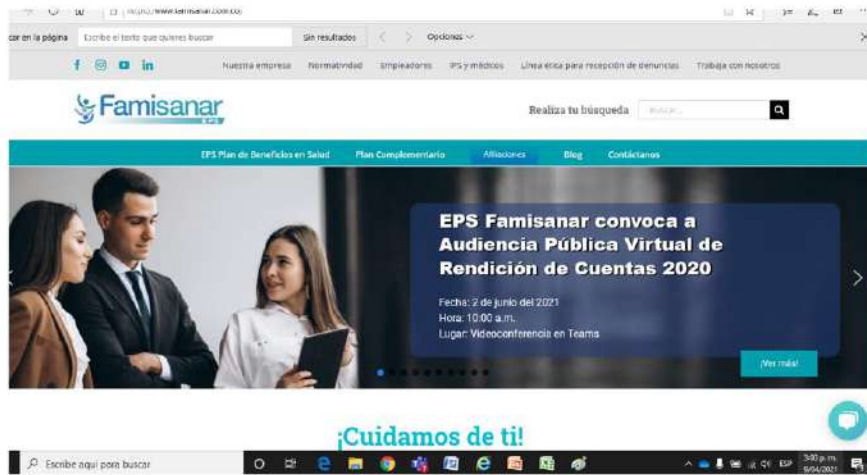 www.famisanar.com.co
Escribe el texto que quieres buscar
Sin resultados
Opciones
Nuestra empresa Normatividad Empleadores IPS y médicos Línea ética para recepción de denuncias Trabaja con nosotros
Famisanar
EPS
Realiza tu búsqueda Buscar...
EPS Plan de Beneficios en Salud Plan Complementario Afiliaciones Blog Contáctanos
EPS Famisanar convoca a
Audiencia Pública Virtual de
Rendición de Cuentas 2020
Fecha: 2 de junio del 2021
Hora: 10:00 a.m.
Lugar: Videoconferencia en Teams
¡Ver más!
¡Cuidamos de ti!
Escribe aquí para buscar
ESP
3:00 p. m.
9/04/2021